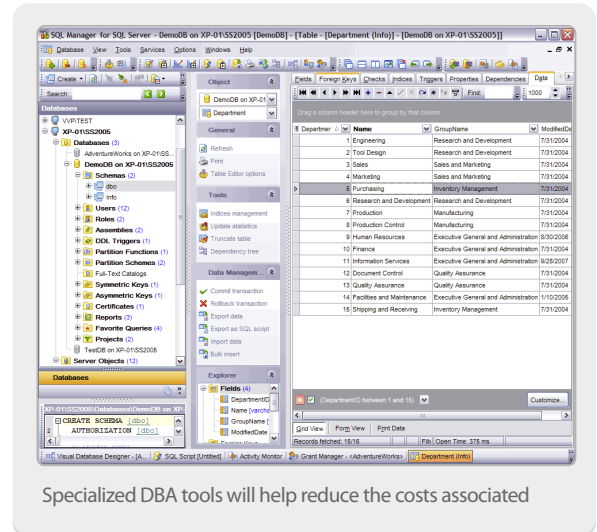 SQL Manager for SQL Server - DemoDB on XP-01\SS2005 [DemoDB] - [Table - [Department (Info)] - [DemoDB on XP-01\SS2005]]
Database View Tools Services Options Windows Help
Create
Search:
Databases
VVP\TEST
XP-01\SS2005
Databases (3)
AdventureWorks on XP-01\SS...
DemoDB on XP-01\SS2005
Schemas (2)
dbo
Info
Users (12)
Roles (2)
Assemblies (2)
DDL Triggers (1)
Partition Functions (1)
Partition Schemes (2)
Full-Text Catalogs
Symmetric Keys (1)
Asymmetric Keys (1)
Certificates (1)
Reports (3)
Favorite Queries (4)
Projects (2)
TestDB on XP-01\SS2005
Server Objects (12)
Databases
XP-01\SS2005\Databases\DemoDB on XP-
CREATE SCHEMA [dbo]
2 AUTHORIZATION [dbo]
Object
DemoDB on XP-01
Department
General
Refresh
Print
Table Editor options
Tools
Indices management
Update statistics
Truncate table
Dependency tree
Data Managem...
Commit transaction
Rollback transaction
Export data
Export as SQL script
Import data
Bulk insert
Explorer
Fields (4)
DepartmentID
Name [varcha
GroupName [
ModifiedDate
Fields Foreign Keys Checks Indices Triggers Properties Dependencies Data
Find: 1000
Drag a column header here to group by that column
Departmer Name GroupName ModifiedDa
1 Engineering Research and Development 7/31/2004
2 Tool Design Research and Development 7/31/2004
3 Sales Sales and Marketing 7/31/2004
4 Marketing Sales and Marketing 7/31/2004
5 Purchasing Inventory Management 7/31/2004
6 Research and Development Research and Development 7/31/2004
7 Production Manufacturing 7/31/2004
8 Production Control Manufacturing 7/31/2004
9 Human Resources Executive General and Administration 8/30/2006
10 Finance Executive General and Administration 7/31/2004
11 Information Services Executive General and Administration 9/28/2007
12 Document Control Quality Assurance 7/31/2004
13 Quality Assurance Quality Assurance 7/31/2004
14 Facilities and Maintenance Executive General and Administration 1/10/2006
15 Shipping and Receiving Inventory Management 7/31/2004
(DepartmentID between 1 and 15) Customize...
Grid View Form View Print Data
Records fetched: 15/16 Open Time: 375 ms
Visual Database Designer - [A... SQL Script [Untitled] Activity Monitor Grant Manager - <AdventureWorks> Department (Info)
Specialized DBA tools will help reduce the costs associated